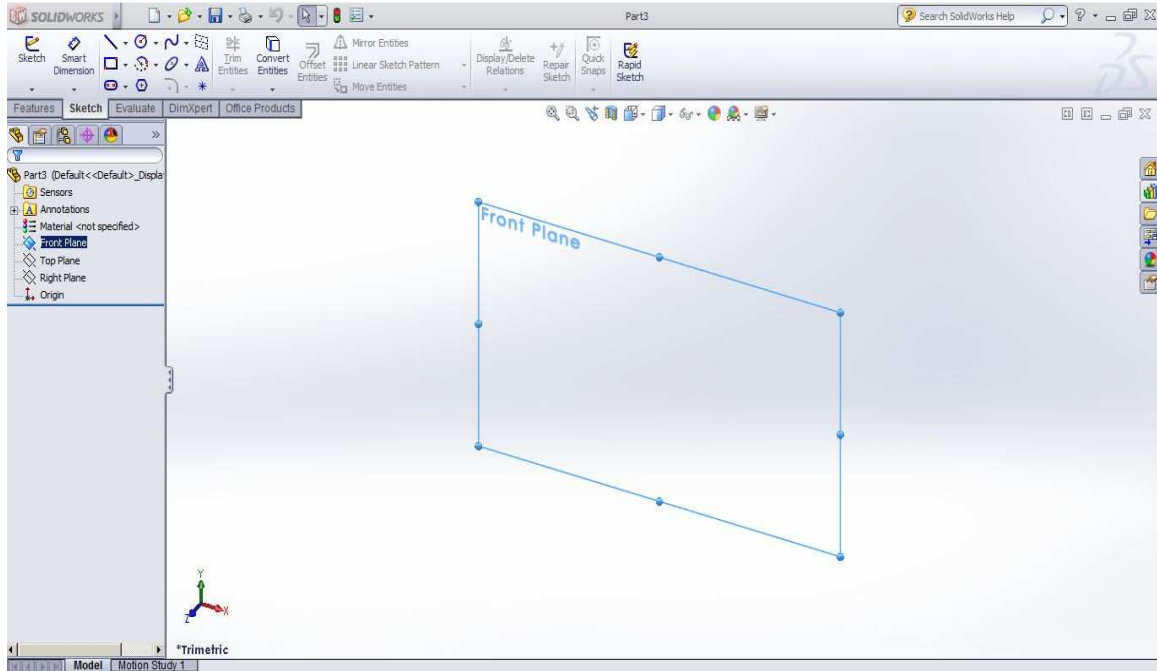 SOLIDWORKS
Part3
Search SolidWorks Help
Sketch
Smart Dimension
Trim Entities
Convert Entities
Offset Entities
Mirror Entities
Linear Sketch Pattern
Move Entities
Display/Delete Relations
Repair Sketch
Quick Snaps
Rapid Sketch
Features Sketch Evaluate DimXpert Office Products
Part3 (Default<<Default>_Displa
Sensors
Annotations
Material <not specified>
Front Plane
Top Plane
Right Plane
Origin
Front Plane
Y
X
Z
*Trimetric
Model Motion Study 1